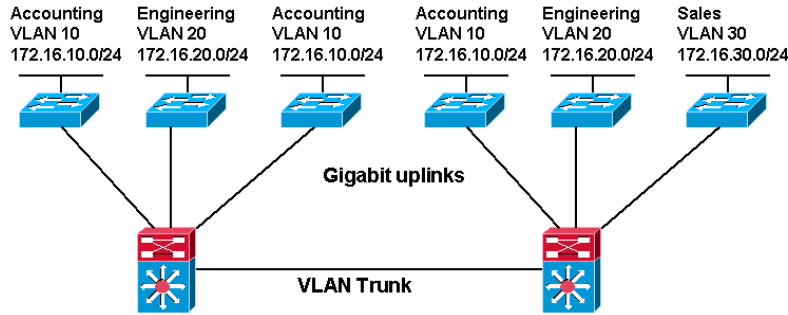 Accounting
VLAN 10
172.16.10.0/24
Engineering
VLAN 20
172.16.20.0/24
Accounting
VLAN 10
172.16.10.0/24
Accounting
VLAN 10
172.16.10.0/24
Engineering
VLAN 20
172.16.20.0/24
Sales
VLAN 30
172.16.30.0/24
Gigabit uplinks
VLAN Trunk